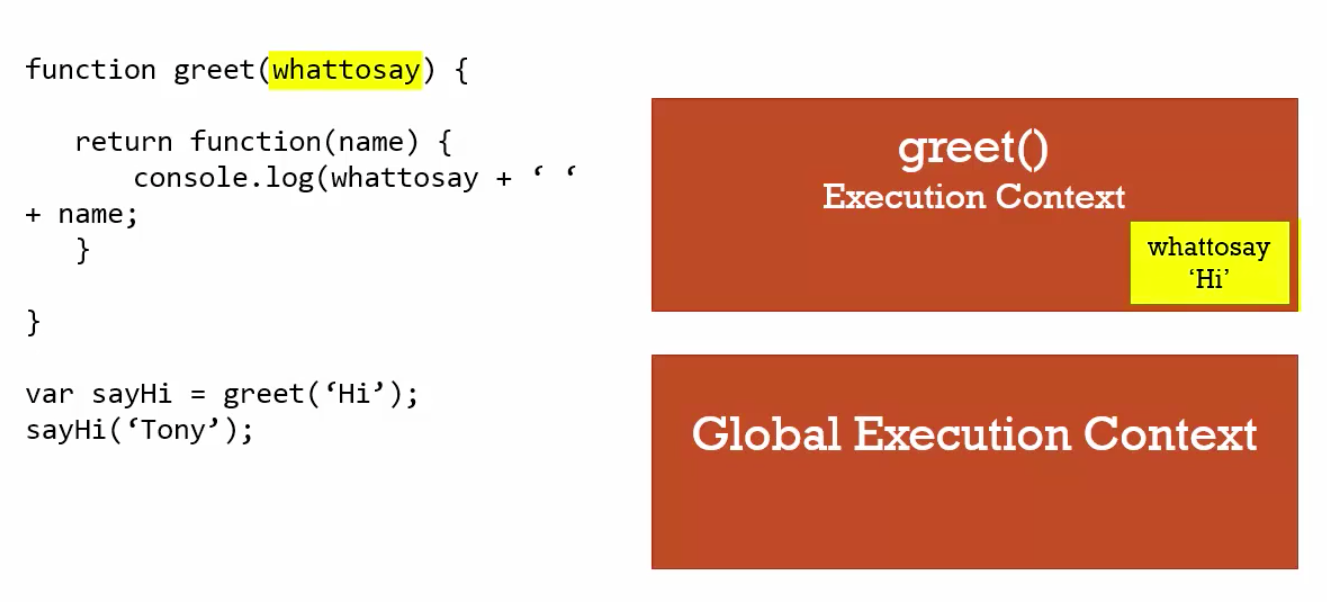 function greet(whattosay) {
return function(name) {
console.log(whattosay + ‘ ‘
+ name;
}
}
var sayHi = greet(‘Hi’);
sayHi(‘Tony’);
greet()
Execution Context
whattosay
‘Hi’
Global Execution Context